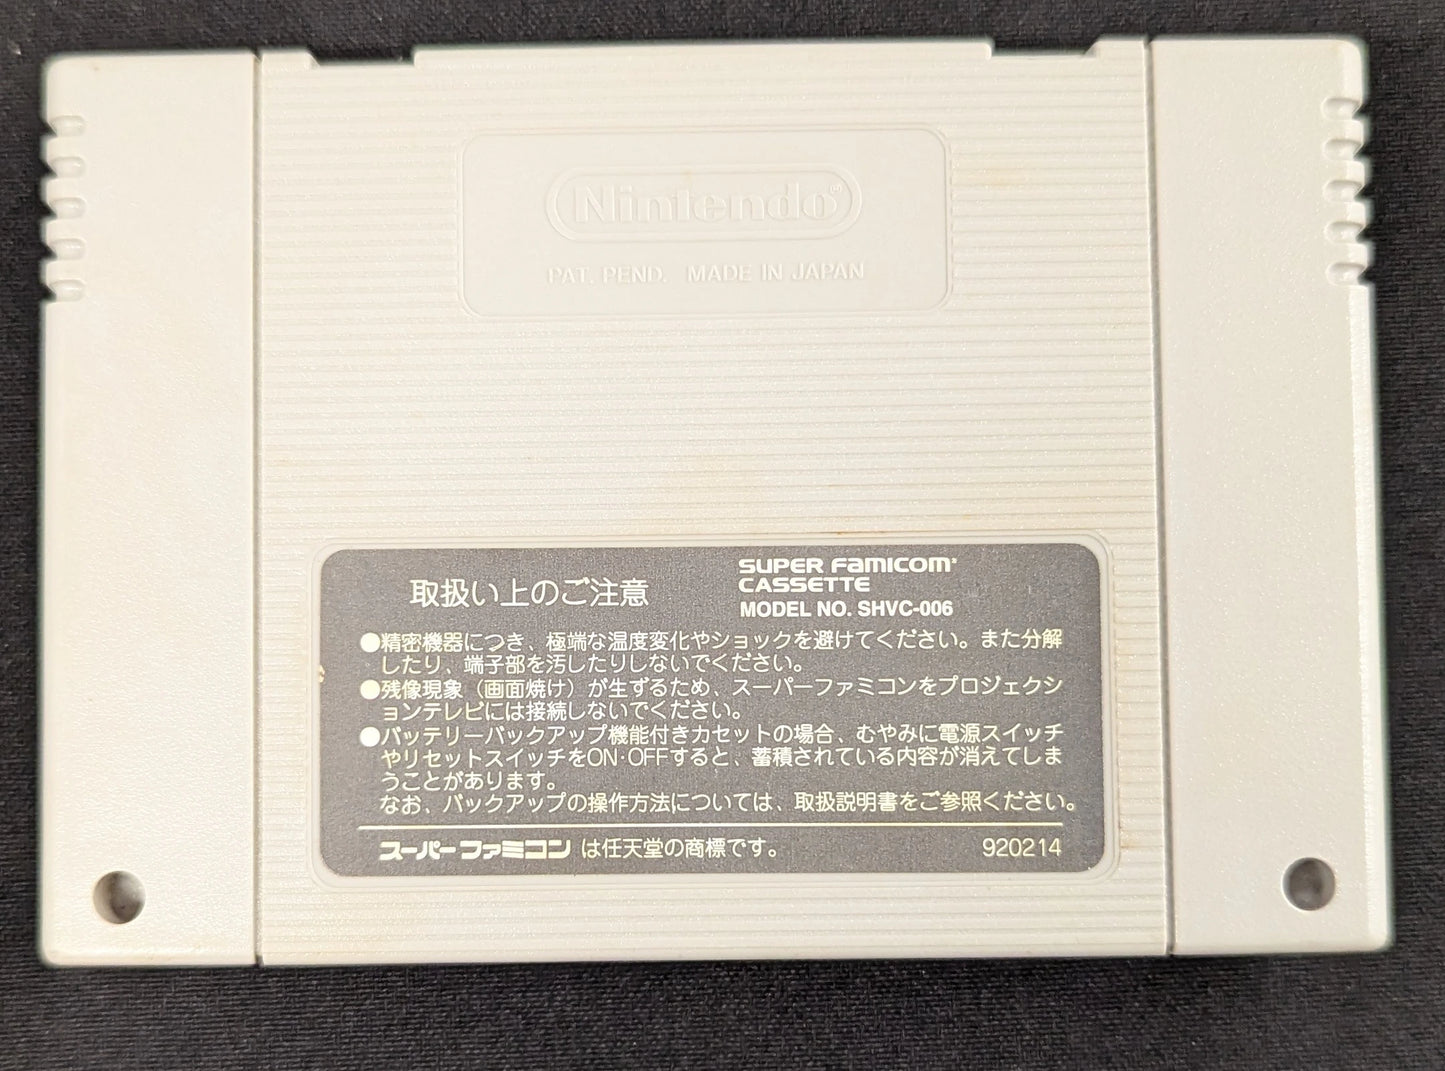 Nintendo®
PAT. PEND. MADE IN JAPAN
取扱い上のご注意
SUPER FAMICOM®
CASSETTE
MODEL NO. SHVC-006
●精密機器につき、極端な温度変化やショックを避けてください。また分解
したり、端子部を汚したりしないでください。
●残像現象（画面焼け）が生ずるため、スーパーファミコンをプロジェクシ
ョンテレビには接続しないでください。
●バッテリーバックアップ機能付きカセットの場合、むやみに電源スイッチ
やリセットスイッチをON·OFFすると、蓄積されている内容が消えてしま
うことがあります。
なお、バックアップの操作方法については、取扱説明書をご参照ください。
スーパーファミコン は任天堂の商標です。
920214